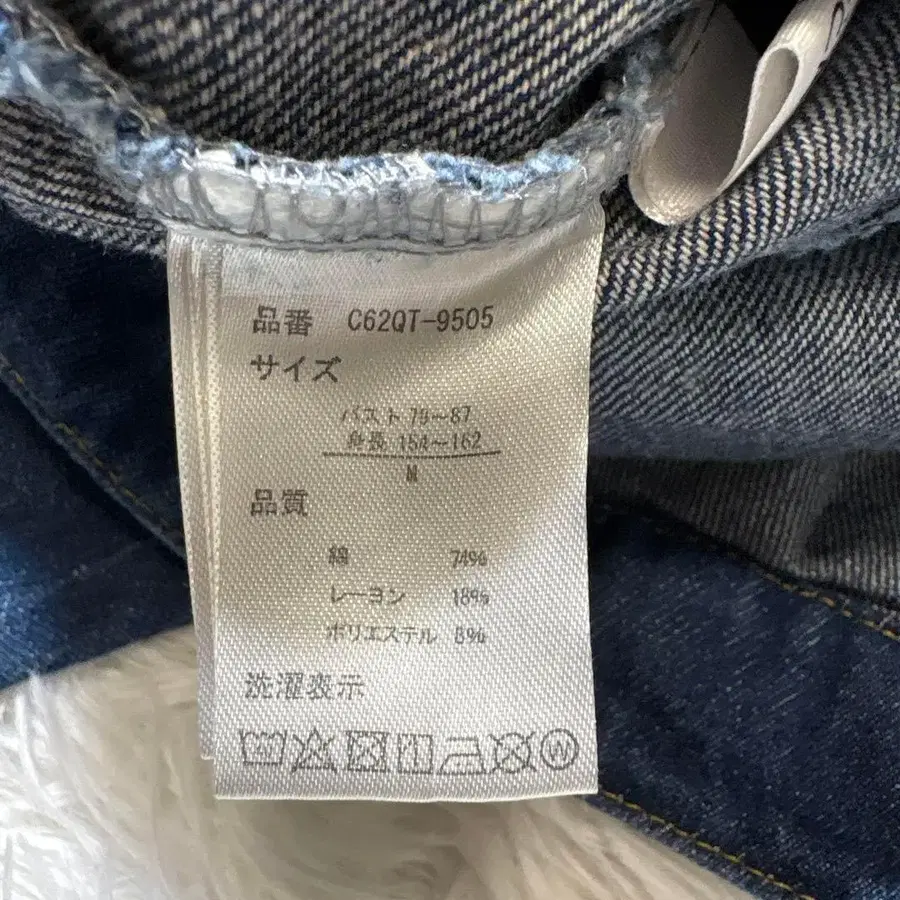 品番 C62QT-9505
サイズ
バスト 79～87
身長 154～162
M
品質
綿 74%
レーヨン 18%
ポリエステル 8%
洗濯表示
W